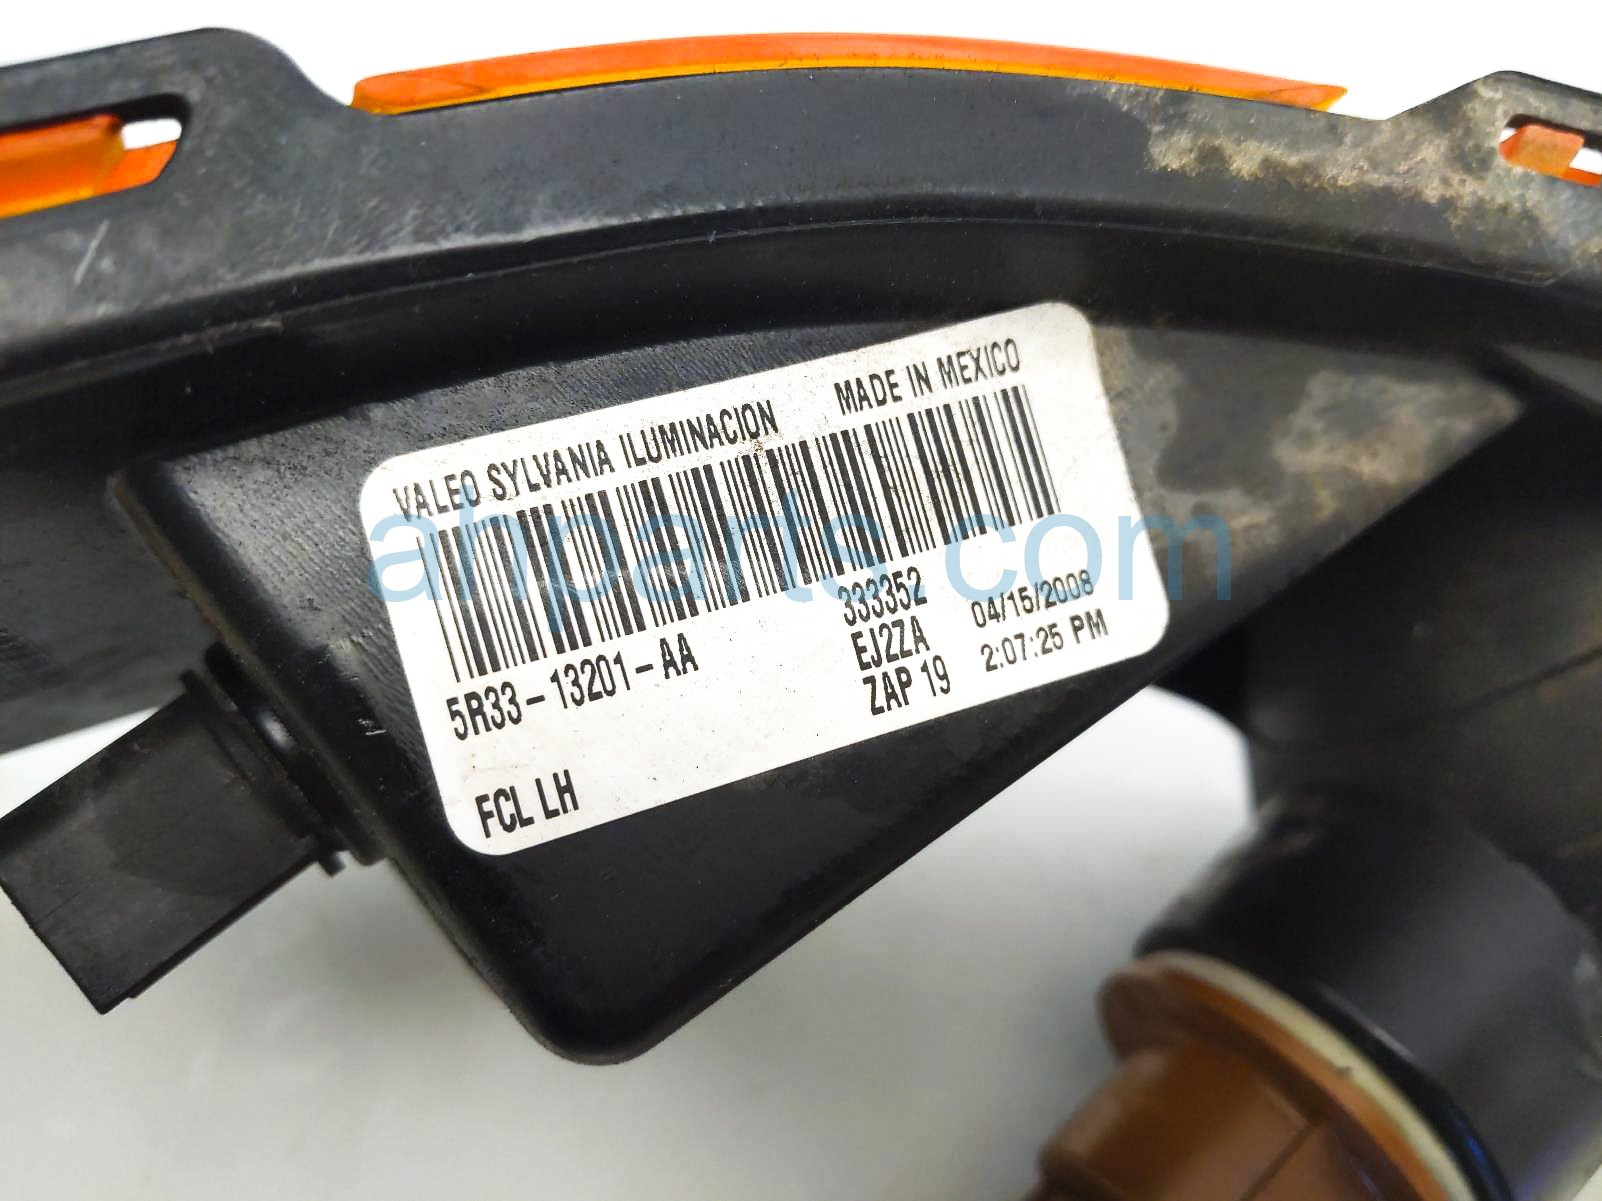 VALEO SYLVANIA ILUMINACION MADE IN MEXICO
333352
5R33-13201-AA EJ2ZA 04/15/2008
ZAP 19 2:07:25 PM
FCL LH
ahparts.com